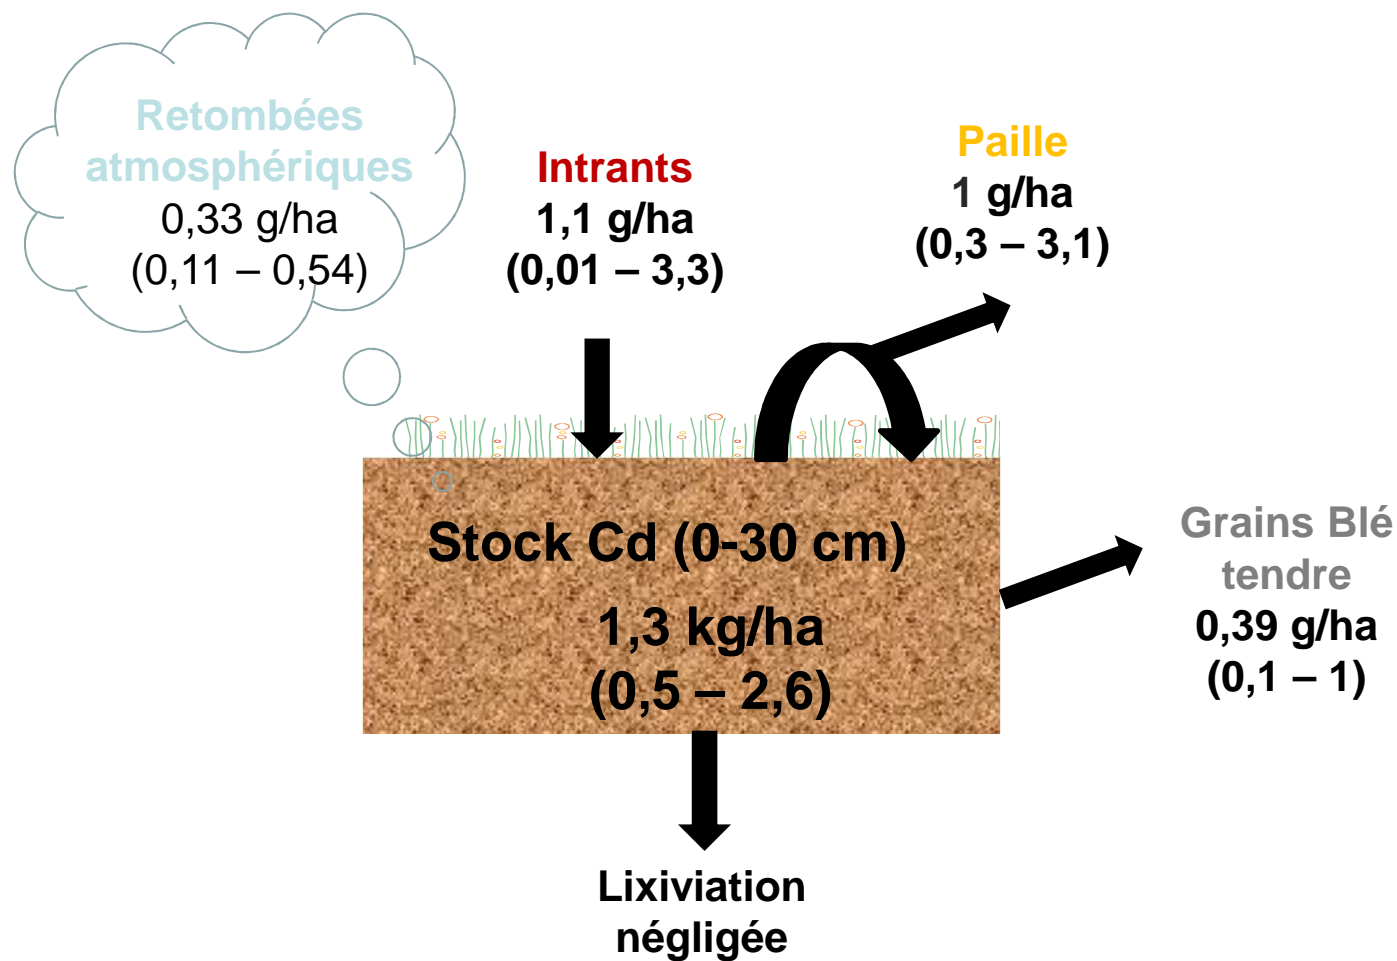 Retombées
atmosphériques
0,33 g/ha
(0,11 – 0,54)
Intrants
1,1 g/ha
(0,01 – 3,3)
Paille
1 g/ha
(0,3 – 3,1)
Stock Cd (0-30 cm)
1,3 kg/ha
(0,5 – 2,6)
Grains Blé
tendre
0,39 g/ha
(0,1 – 1)
Lixiviation
négligée